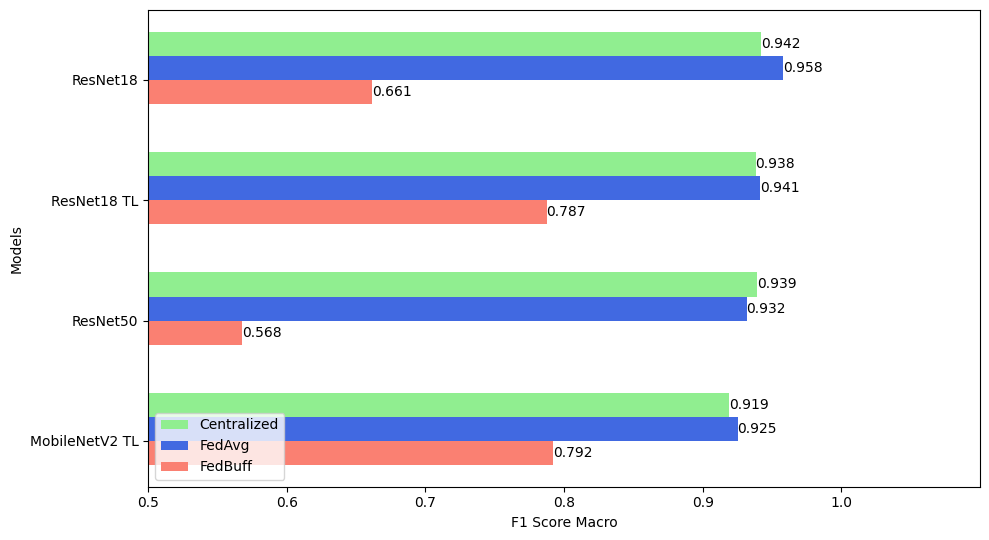 0.942
ResNet18
0.958
0.661
0.938
ResNet18 TL
0.941
0.787
Models
0.939
ResNet50
0.932
0.568
0.919
MobileNetV2 TL
0.925
0.792
Centralized
FedAvg
FedBuff
0.5 0.6 0.7 0.8 0.9 1.0
F1 Score Macro